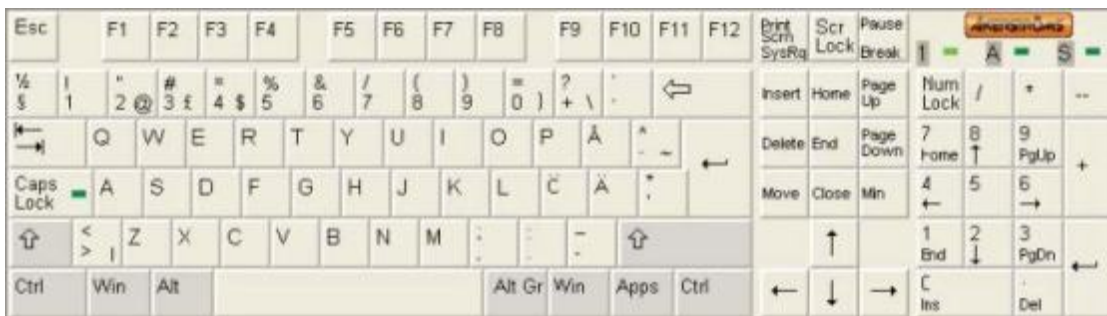 Esc F1 F2 F3 F4 F5 F6 F7 F8 F9 F10 F11 F12 Print Scrn SysRq Scr Lock Pause Break 1 A S
½ § ! 1 " 2 @ # 3 £ ¤ 4 $ % 5 & 6 / 7 ( 8 ) 9 = 0 } ? + \ Insert Home Page Up Num Lock / * --
Q W E R T Y U I O P Å ^ ~ Delete End Page Down 7 Home 8 ↑ 9 PgUp +
Caps Lock A S D F G H J K L Ä * Move Close Min 4 ← 5 6 →
< > | Z X C V B N M ; : – - ↑ 1 End 2 ↓ 3 PgDn
Ctrl Win Alt Alt Gr Win Apps Ctrl ← ↓ → Ins Del